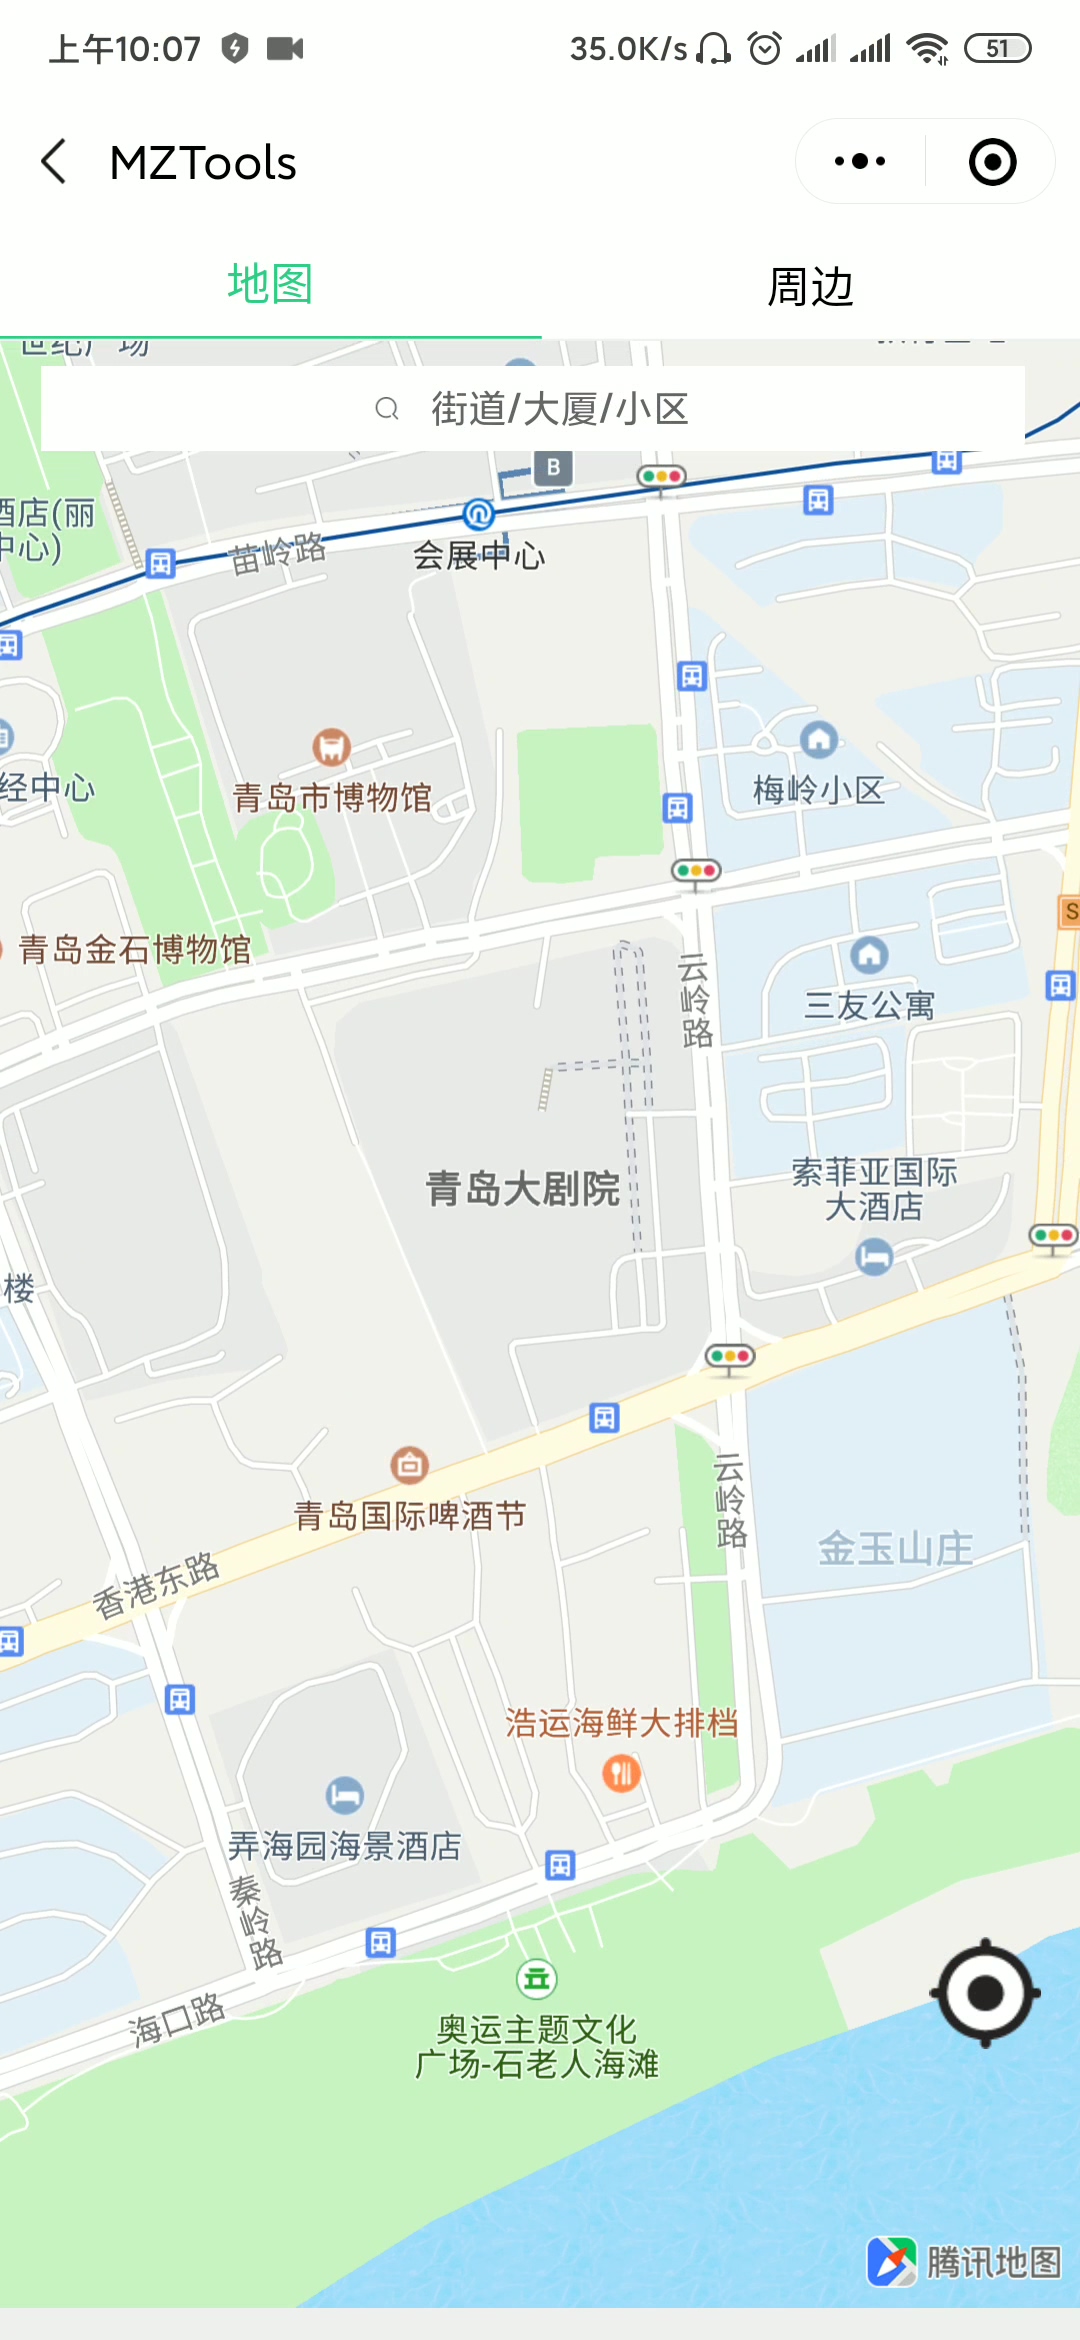 上午10:07
35.0K/s
51
MZTools
地图
周边
世纪广场
街道/大厦/小区
B
酒店(丽
中心)
苗岭路
会展中心
经中心
青岛市博物馆
梅岭小区
S
青岛金石博物馆
云岭路
三友公寓
青岛大剧院
索菲亚国际
大酒店
楼
青岛国际啤酒节
云岭路
金玉山庄
香港东路
浩运海鲜大排档
弄海园海景酒店
秦岭路
海口路
奥运主题文化
广场-石老人海滩
腾讯地图